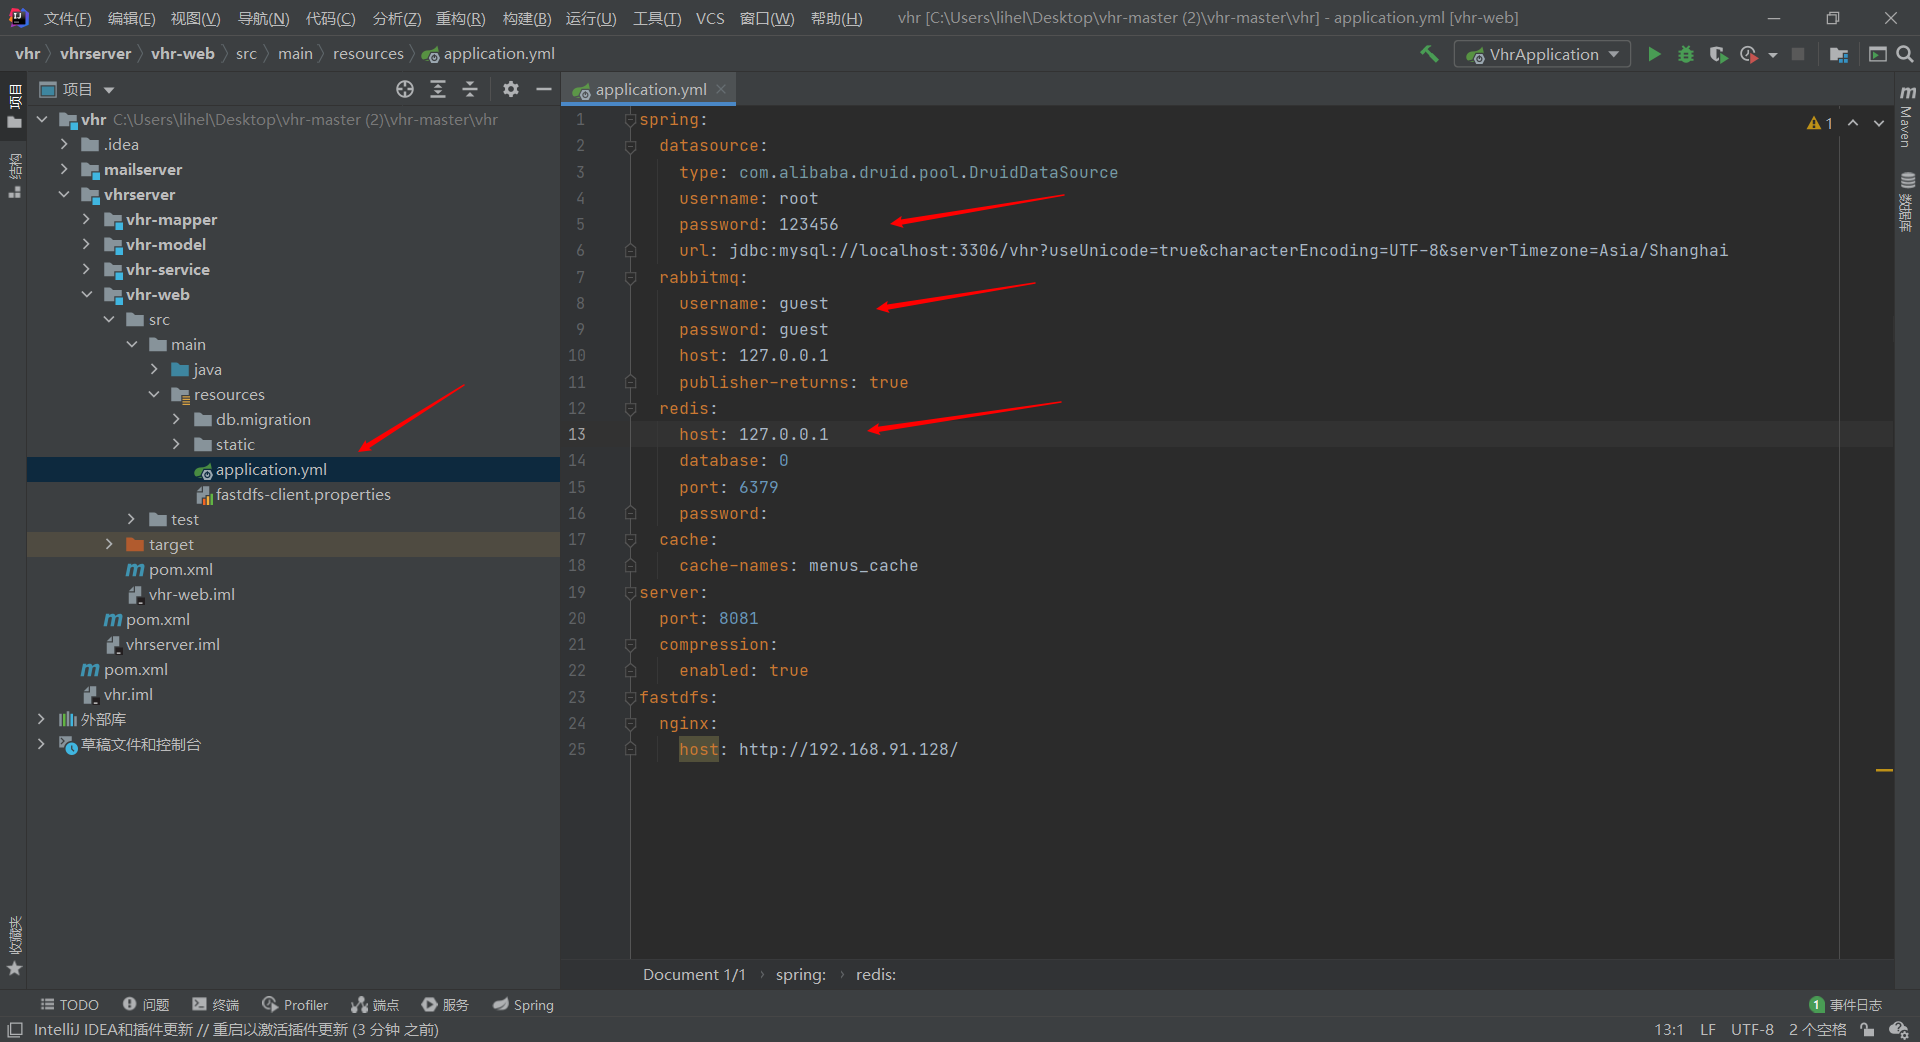 文件(F) 编辑(E) 视图(V) 导航(N) 代码(C) 分析(Z) 重构(R) 构建(B) 运行(U) 工具(T) VCS 窗口(W) 帮助(H) vhr [C:\Users\lihel\Desktop\vhr-master (2)\vhr-master\vhr] - application.yml [vhr-web]
vhr vhrserver vhr-web src main resources application.yml VhrApplication
项目
application.yml
vhr C:\Users\lihel\Desktop\vhr-master (2)\vhr-master\vhr
.idea
mailserver
vhrserver
vhr-mapper
vhr-model
vhr-service
vhr-web
src
main
java
resources
db.migration
static
application.yml
fastdfs-client.properties
test
target
pom.xml
vhr-web.iml
pom.xml
vhrserver.iml
pom.xml
vhr.iml
外部库
草稿文件和控制台
项目
结构
收藏夹
1 spring:
2 datasource:
3 type: com.alibaba.druid.pool.DruidDataSource
4 username: root
5 password: 123456
6 url: jdbc:mysql://localhost:3306/vhr?useUnicode=true&characterEncoding=UTF-8&serverTimezone=Asia/Shanghai
7 rabbitmq:
8 username: guest
9 password: guest
10 host: 127.0.0.1
11 publisher-returns: true
12 redis:
13 host: 127.0.0.1
14 database: 0
15 port: 6379
16 password:
17 cache:
18 cache-names: menus_cache
19 server:
20 port: 8081
21 compression:
22 enabled: true
23 fastdfs:
24 nginx:
25 host: http://192.168.91.128/
1
m Maven
数据库
Document 1/1 › spring: › redis:
TODO 问题 终端 Profiler 端点 服务 Spring 1 事件日志
IntelliJ IDEA和插件更新 // 重启以激活插件更新 (3 分钟 之前) 13:1 LF UTF-8 2 个空格